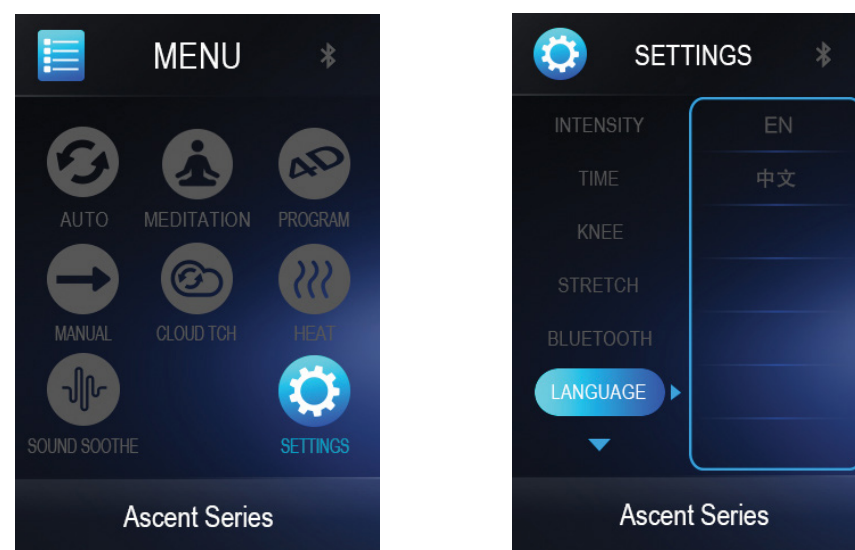 MENU
4D
AUTO
MEDITATION
PROGRAM
MANUAL
CLOUD TCH
HEAT
SOUND SOOTHE
SETTINGS
Ascent Series
SETTINGS
INTENSITY
EN
TIME
中文
KNEE
STRETCH
BLUETOOTH
LANGUAGE
Ascent Series